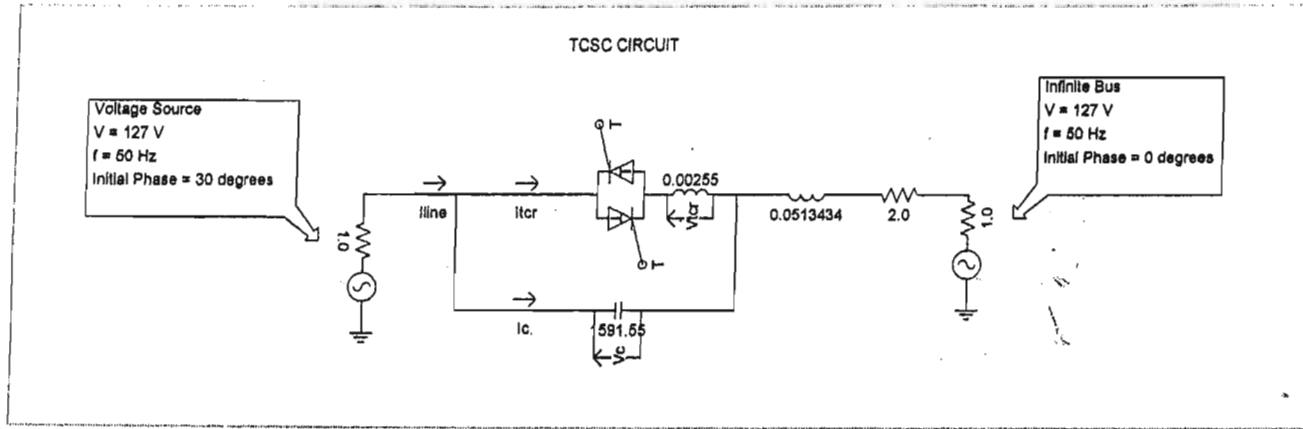 TCSC CIRCUIT
Voltage Source
V = 127 V
f = 50 Hz
Initial Phase = 30 degrees
Infinite Bus
V = 127 V
f = 50 Hz
Initial Phase = 0 degrees
T
0.00255
Iline
Itcr
Vtcr
0.0513434
2.0
1.0
1.0
T
Ic.
591.55
Vc